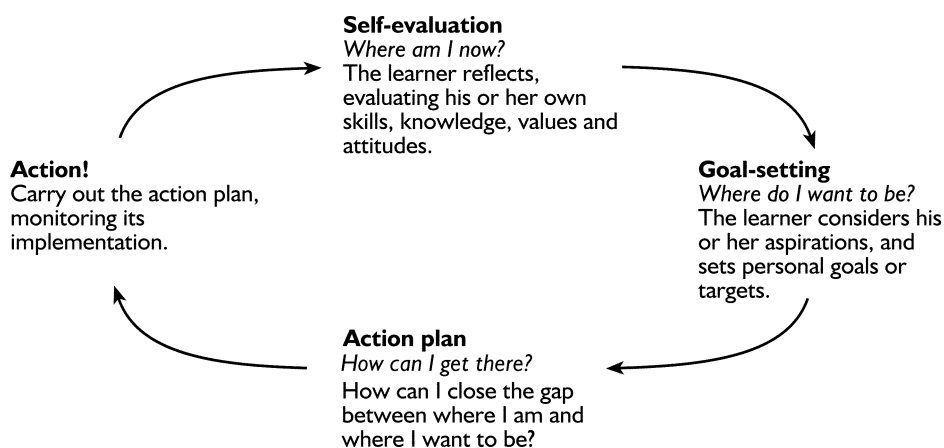 Self-evaluation
Where am I now?
The learner reflects,
evaluating his or her own
skills, knowledge, values and
attitudes.
Action!
Carry out the action plan,
monitoring its
implementation.
Goal-setting
Where do I want to be?
The learner considers his
or her aspirations, and
sets personal goals or
targets.
Action plan
How can I get there?
How can I close the gap
between where I am and
where I want to be?